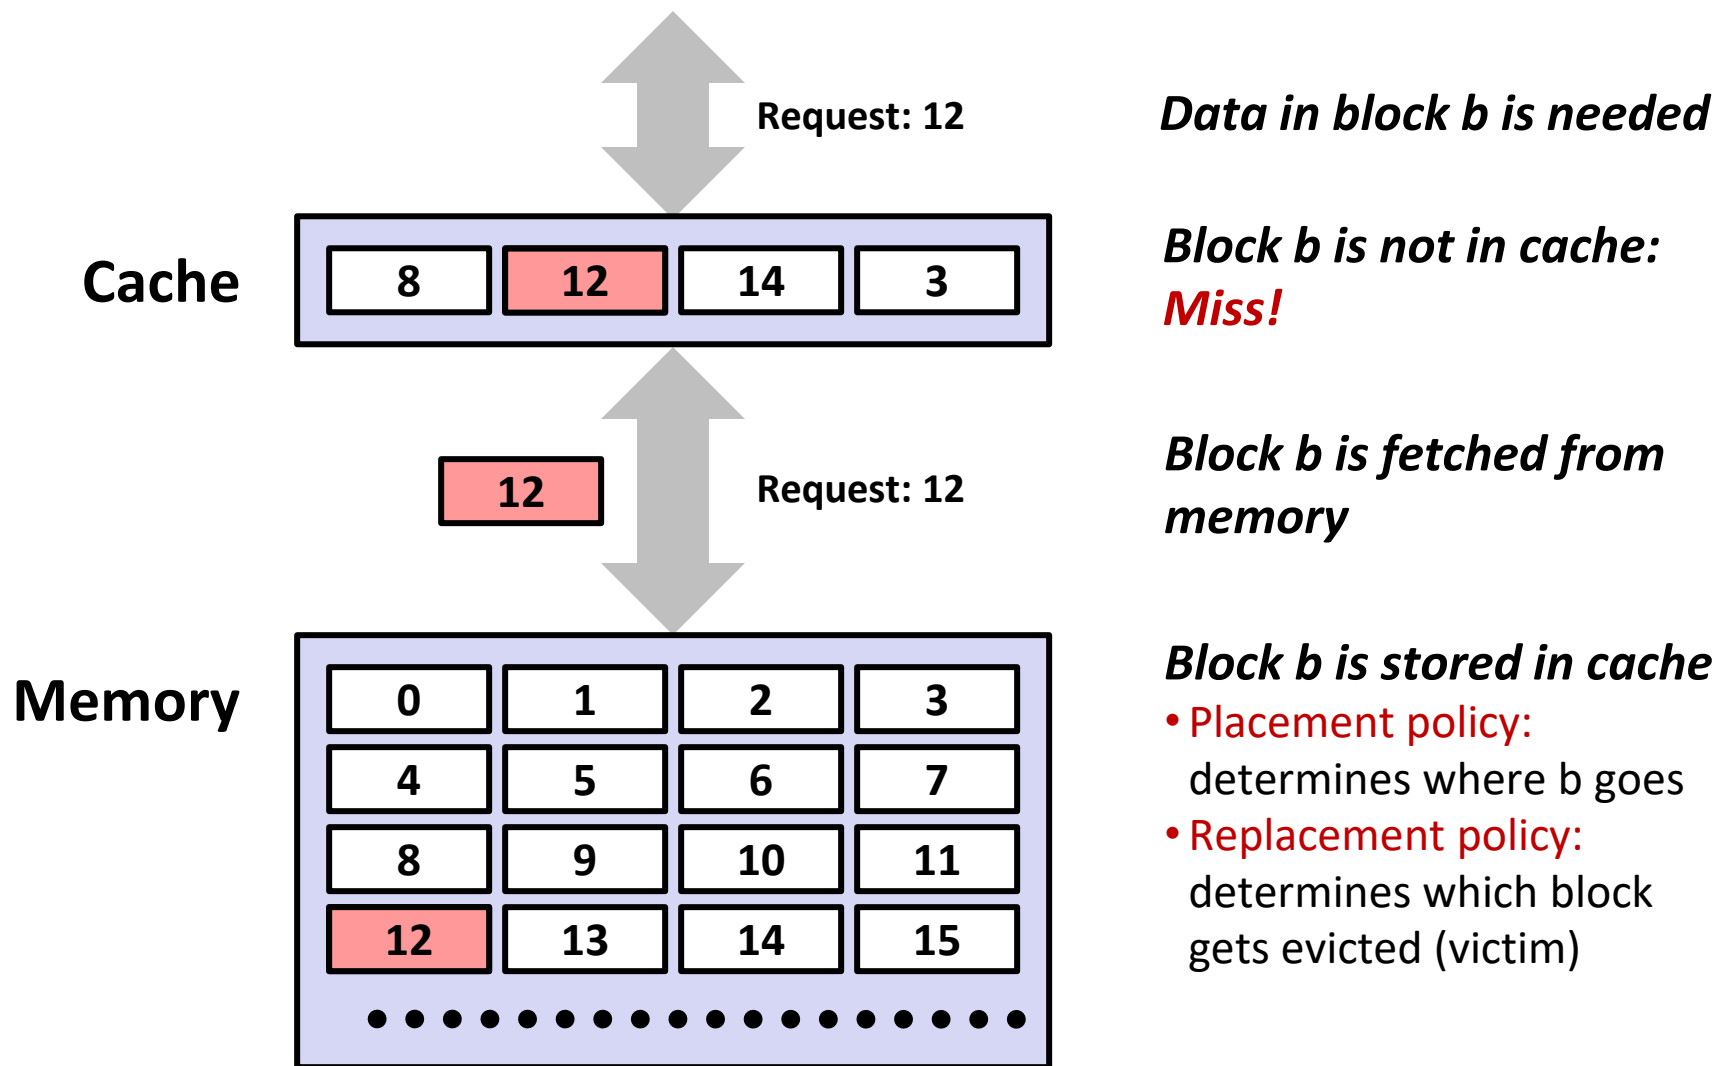 Request: 12
Data in block b is needed
Cache
8 12 14 3
Block b is not in cache:
Miss!
12
Request: 12
Block b is fetched from
memory
Memory
0 1 2 3
4 5 6 7
8 9 10 11
12 13 14 15
Block b is stored in cache
• Placement policy:
determines where b goes
• Replacement policy:
determines which block
gets evicted (victim)